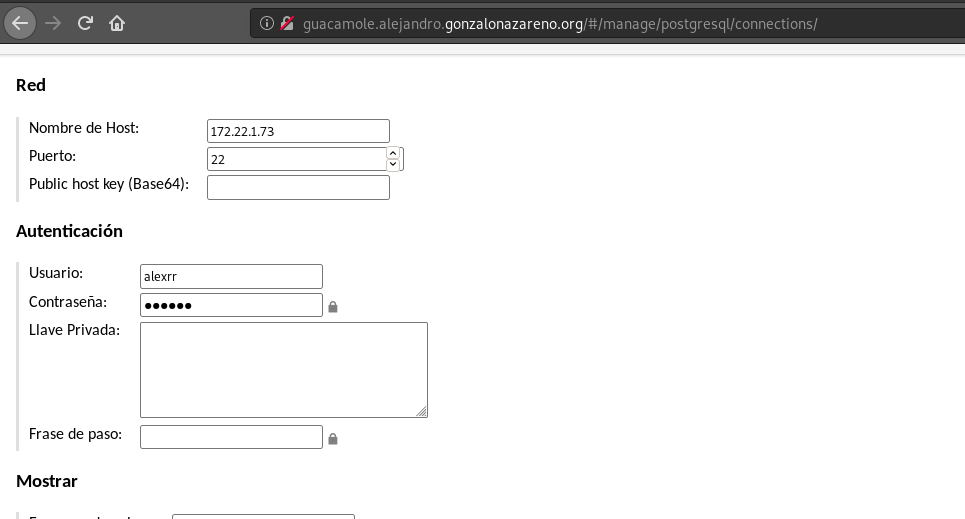 guacamole.alejandro.gonzalonazareno.org/#/manage/postgresql/connections/
Red
Nombre de Host: 172.22.1.73
Puerto: 22
Public host key (Base64):
Autenticación
Usuario: alexrr
Contraseña: ●●●●●●
Llave Privada:
Frase de paso:
Mostrar